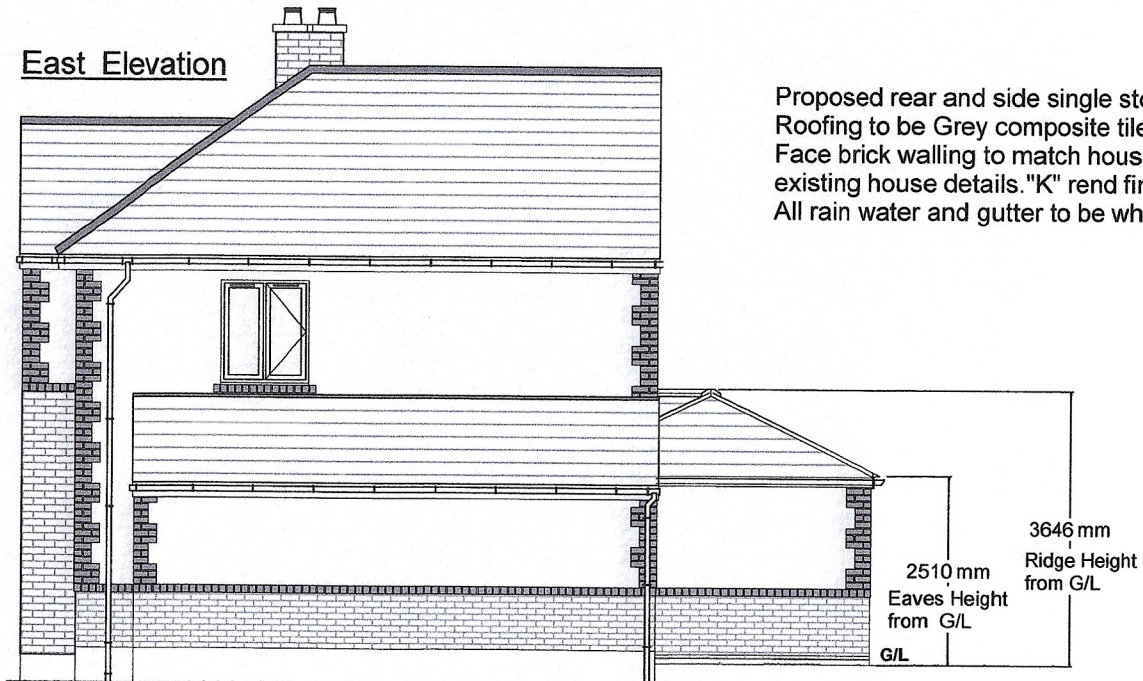 East Elevation
Proposed rear and side single sto
Roofing to be Grey composite tile
Face brick walling to match hous
existing house details."K" rend fin
All rain water and gutter to be wh
3646 mm
Ridge Height
from G/L
2510 mm
Eaves Height
from G/L
G/L